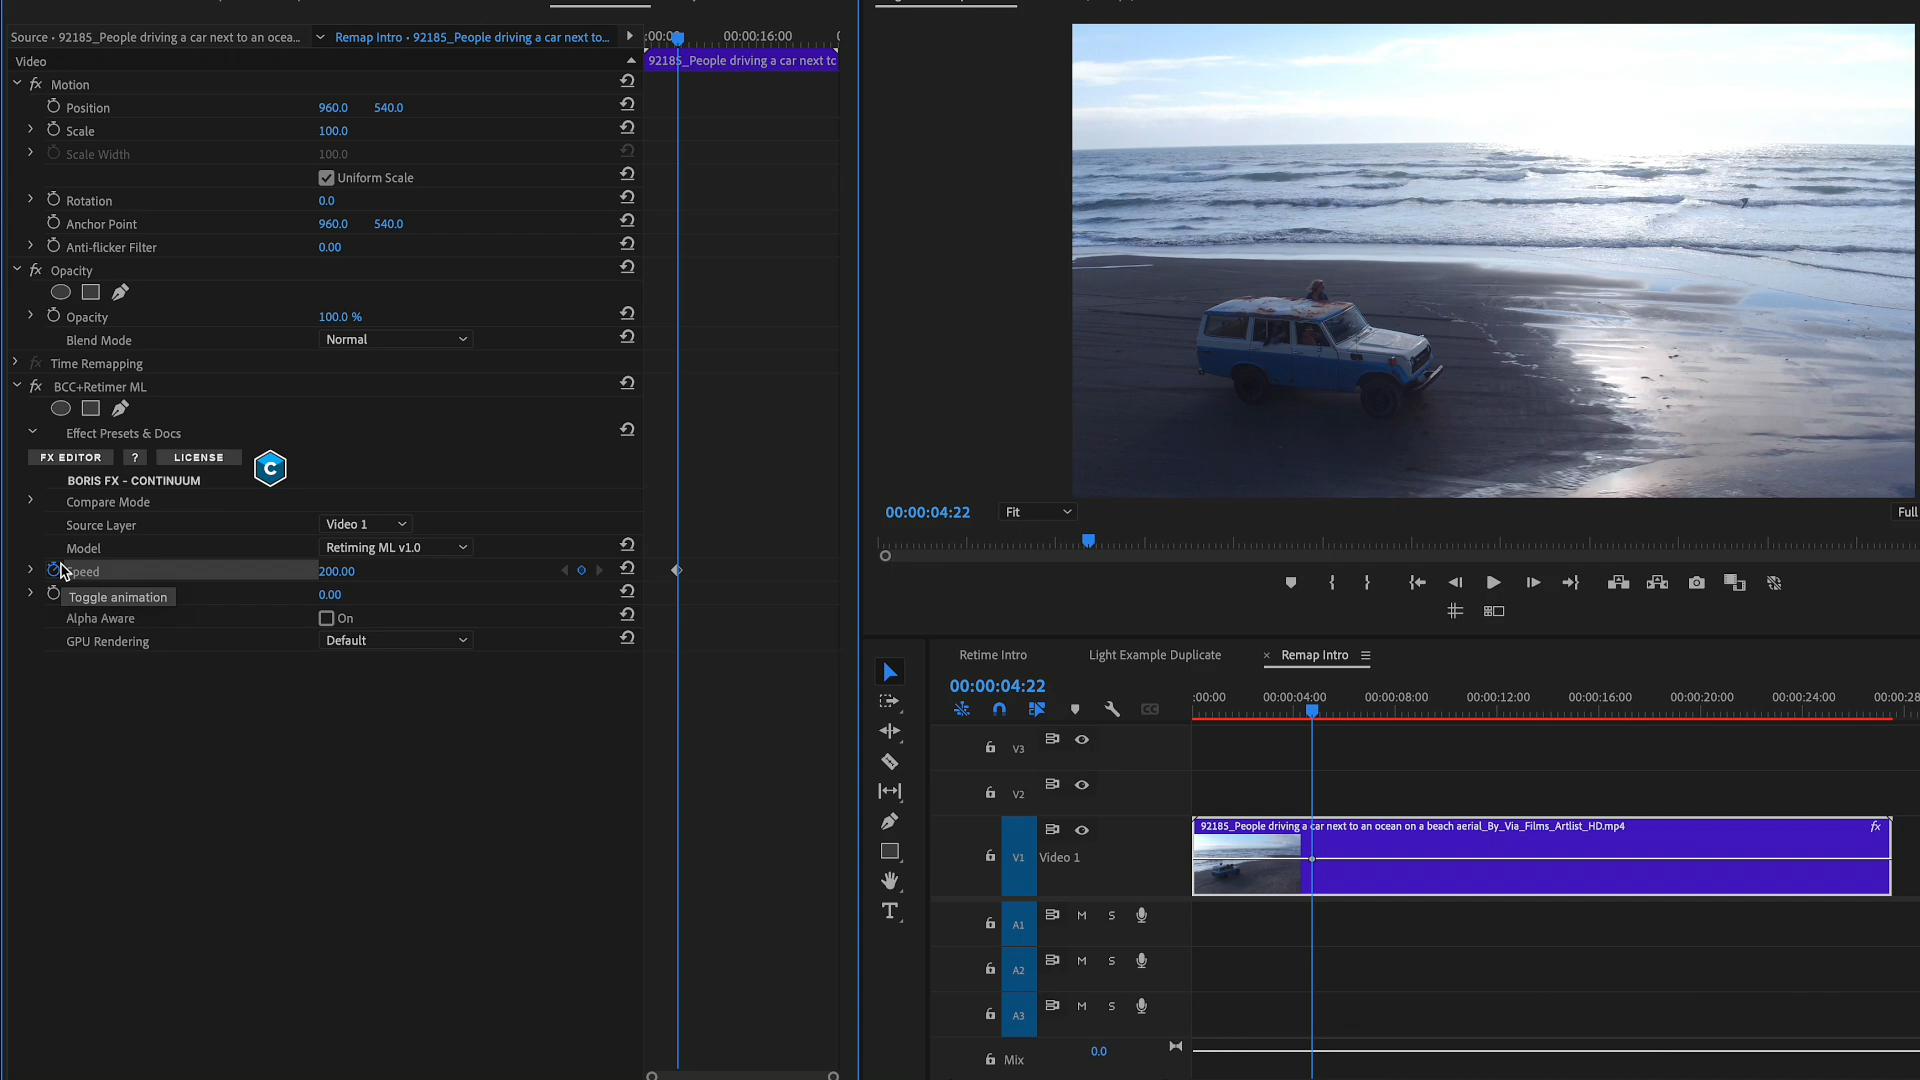 Source • 92185_People driving a car next to an ocea...
Remap Intro • 92185_People driving a car next to...
:00:00
00:00:16:00
Video
92185_People driving a car next tc
Motion
Position 960.0 540.0
Scale 100.0
Scale Width 100.0
Uniform Scale
Rotation 0.0
Anchor Point 960.0 540.0
Anti-flicker Filter 0.00
fx Opacity
Opacity 100.0 %
Blend Mode Normal
fx Time Remapping
fx BCC+Retimer ML
Effect Presets & Docs
FX EDITOR ? LICENSE
C
BORIS FX - CONTINUUM
Compare Mode
Source Layer Video 1
Model Retiming ML v1.0
Speed 200.00
Toggle animation 0.00
Alpha Aware On
GPU Rendering Default
00:00:04:22 Fit Full
Retime Intro Light Example Duplicate × Remap Intro
00:00:04:22
:00:00 00:00:04:00 00:00:08:00 00:00:12:00 00:00:16:00 00:00:20:00 00:00:24:00 00:00:28
V3
V2
92185_People driving a car next to an ocean on a beach aerial_By_Via_Films_Artlist_HD.mp4 fx
V1 Video 1
A1 M S
A2 M S
A3 M S
Mix 0.0